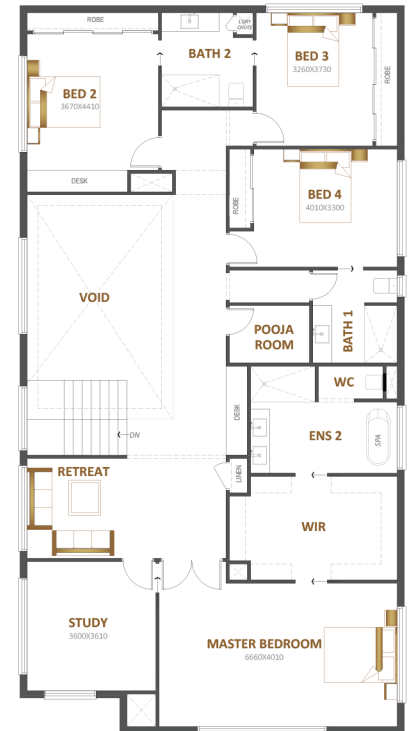 ROBE
L'DRY
CHUTE
BATH 2
BED 3
3260X3730
ROBE
BED 2
3670X4410
DESK
BED 4
4010X3300
ROBE
VOID
POOJA
ROOM
BATH 1
WC
DESK
DN
ENS 2
SPA
RETREAT
LINEN
WIR
STUDY
3600X3610
MASTER BEDROOM
6660X4010